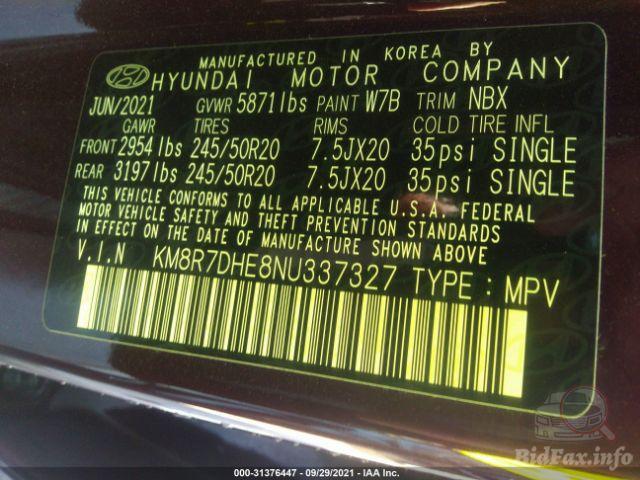 MANUFACTURED IN KOREA BY
HYUNDAI MOTOR COMPANY
JUN/2021 GVWR 5871lbs PAINT W7B TRIM NBX
GAWR TIRES RIMS COLD TIRE INFL
FRONT 2954lbs 245/50R20 7.5JX20 35psi SINGLE
REAR 3197lbs 245/50R20 7.5JX20 35psi SINGLE
THIS VEHICLE CONFORMS TO ALL APPLICABLE U.S.A. FEDERAL
MOTOR VEHICLE SAFETY AND THEFT PREVENTION STANDARDS
IN EFFECT ON THE DATE OF MANUFACTURE SHOWN ABOVE
V.I.N KM8R7DHE8NU337327 TYPE : MPV
BidFax.info
000-31376447 - 09/29/2021 - IAA Inc.